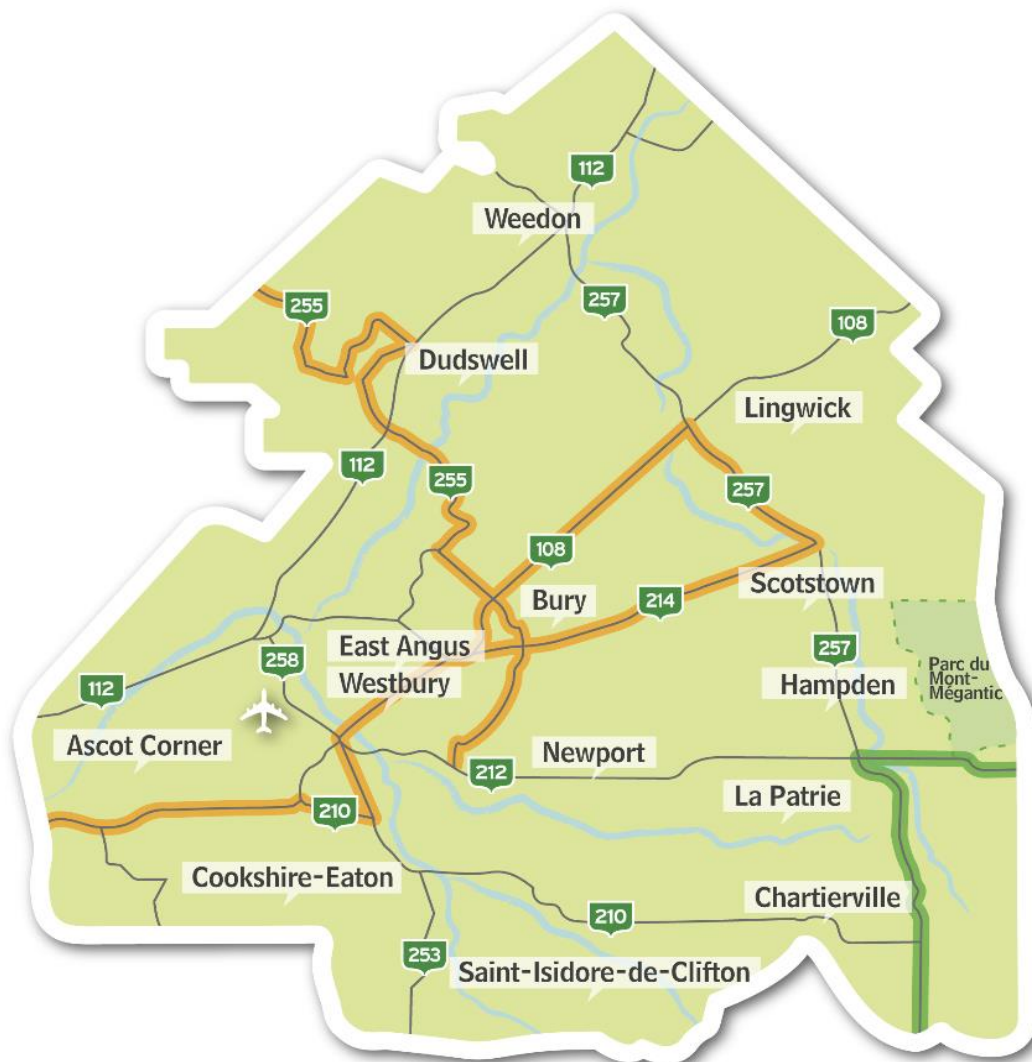 112
Weedon
257
255
108
Dudswell
Lingwick
112
255
257
108
Bury
214
Scotstown
East Angus
Westbury
258
257
Hampden
Parc du
Mont-
Mégantic
112
Ascot Corner
Newport
212
La Patrie
210
Cookshire-Eaton
Chartierville
210
253
Saint-Isidore-de-Clifton